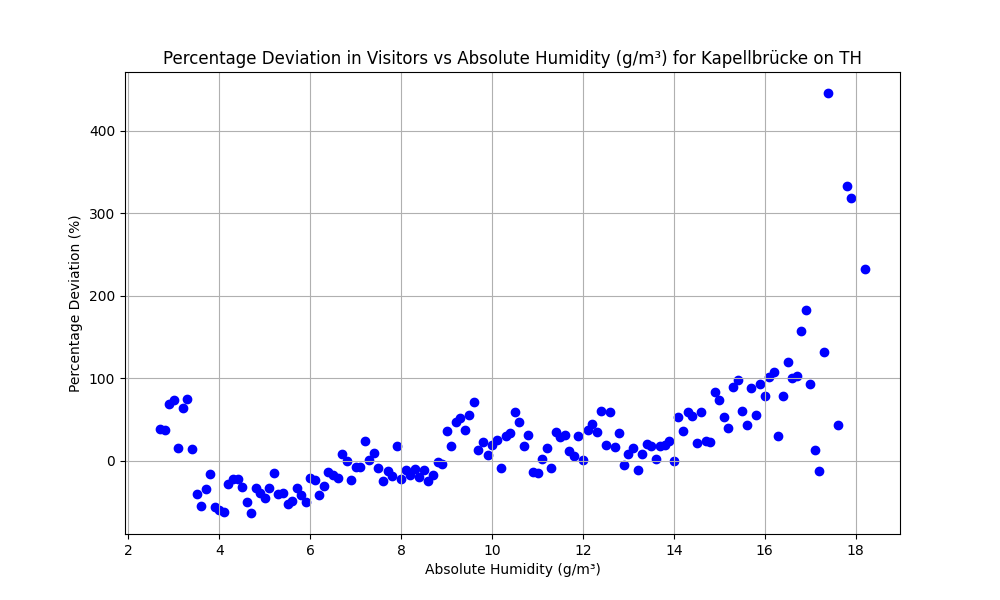 Percentage Deviation in Visitors vs Absolute Humidity (g/m³) for Kapellbrücke on TH
Percentage Deviation (%)
400
300
200
100
0
2 4 6 8 10 12 14 16 18
Absolute Humidity (g/m³)